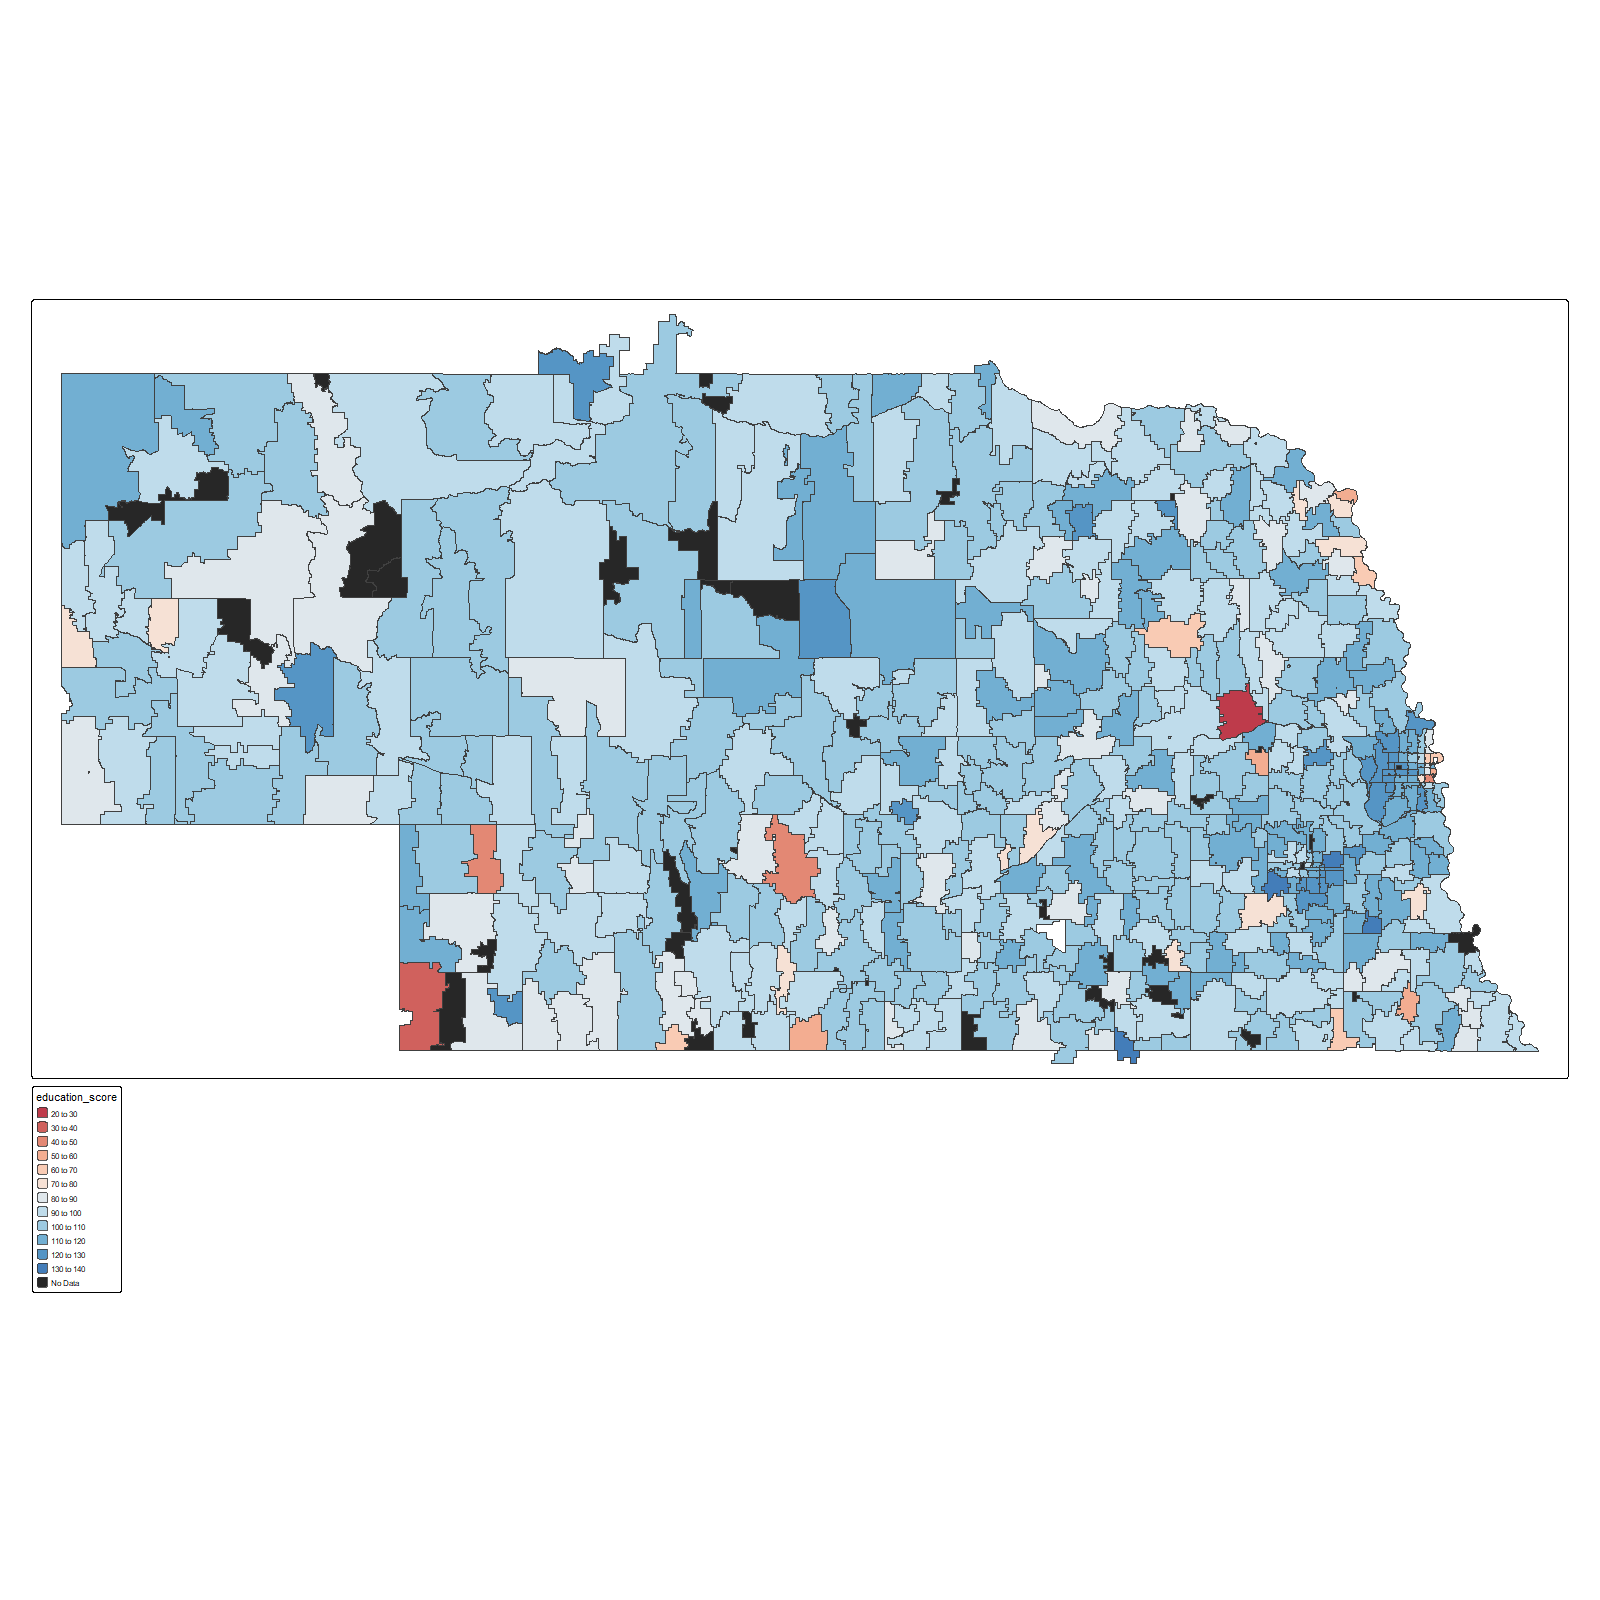 education_score
20 to 30
30 to 40
40 to 50
50 to 60
60 to 70
70 to 80
80 to 90
90 to 100
100 to 110
110 to 120
120 to 130
130 to 140
No Data